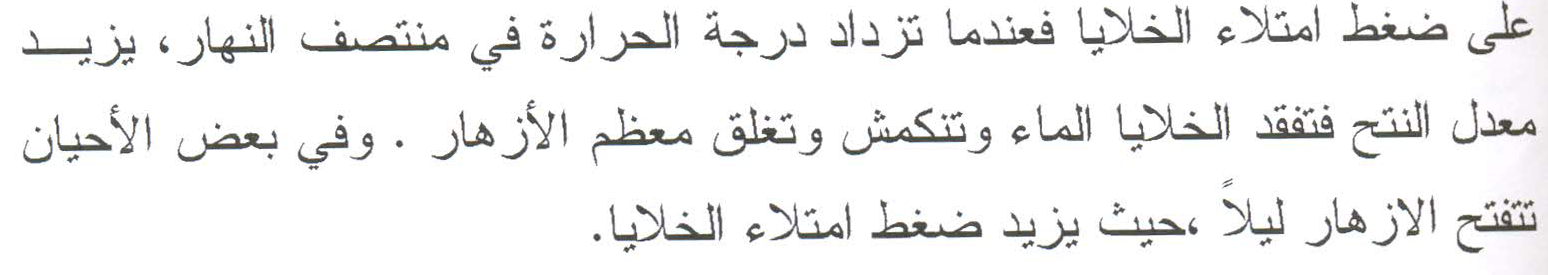 على ضغط امتلاء الخلايا فعندما تزداد درجة الحرارة في منتصف النهار، يزيــد
معدل النتح فتفقد الخلايا الماء وتنكمش وتغلق معظم الأزهار . وفي بعض الأحيان
تتفتح الازهار ليلاً ،حيث يزيد ضغط امتلاء الخلايا.